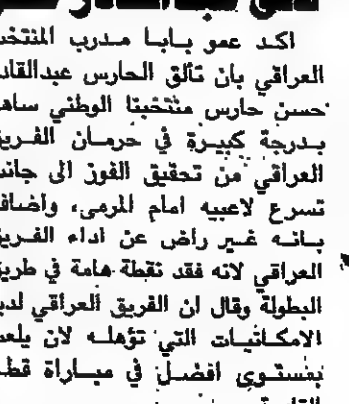 اكد عمو بابا مدرب المنتخب
العراقي بان تألق الحارس عبدالقادر
حسن حارس منتخبنا الوطني ساهم
بدرجة كبيرة في حرمان الفريق
العراقي من تحقيق الفوز الى جانب
تسرع لاعبيه امام المرمى، واضاف
بانه غير راض عن اداء الفريق
العراقي لانه فقد نقطة هامة في طريق
البطولة وقال ان الفريق العراقي لديه
الامكانيات التي تؤهله لان يلعب
بمستوى افضل في مباراة قطر